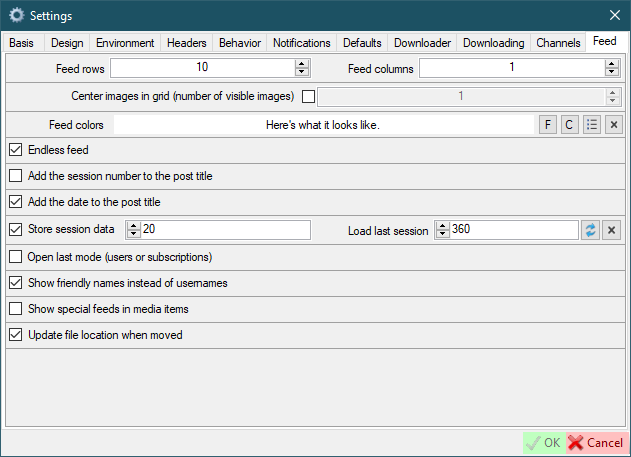 Settings
Basis Design Environment Headers Behavior Notifications Defaults Downloader Downloading Channels Feed
Feed rows 10 Feed columns 1
Center images in grid (number of visible images) 1
Feed colors Here's what it looks like. F C
Endless feed
Add the session number to the post title
Add the date to the post title
Store session data 20 Load last session 360
Open last mode (users or subscriptions)
Show friendly names instead of usernames
Show special feeds in media items
Update file location when moved
OK Cancel